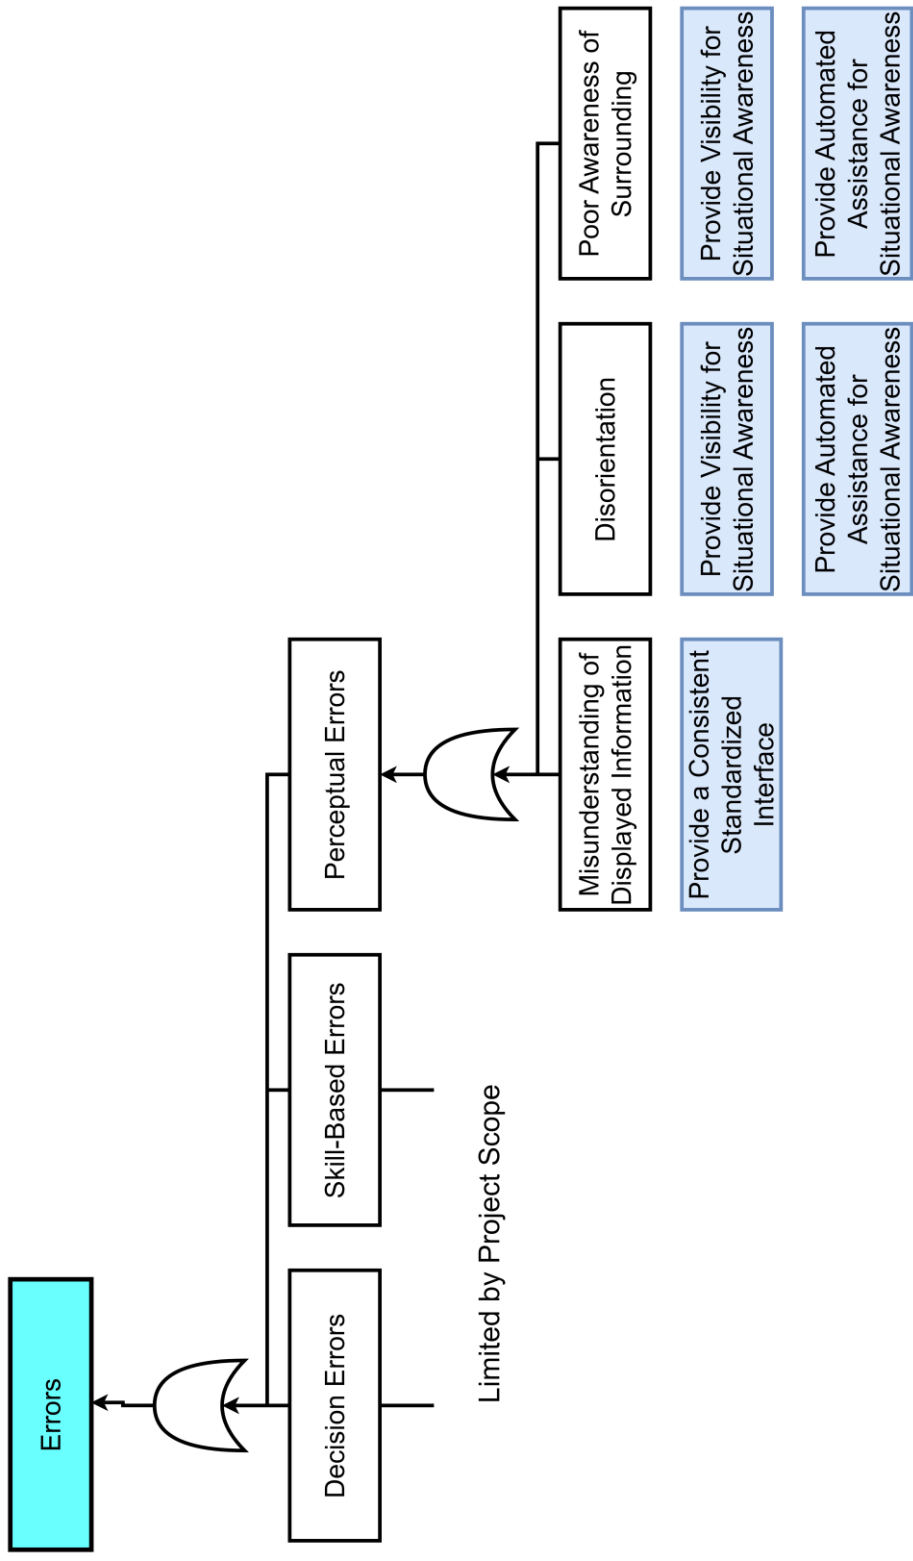 Errors
Decision Errors
Skill-Based Errors
Perceptual Errors
Limited by Project Scope
Misunderstanding of
Displayed Information
Disorientation
Poor Awareness of
Surrounding
Provide a Consistent
Standardized
Interface
Provide Visibility for
Situational Awareness
Provide Visibility for
Situational Awareness
Provide Automated
Assistance for
Situational Awareness
Provide Automated
Assistance for
Situational Awareness